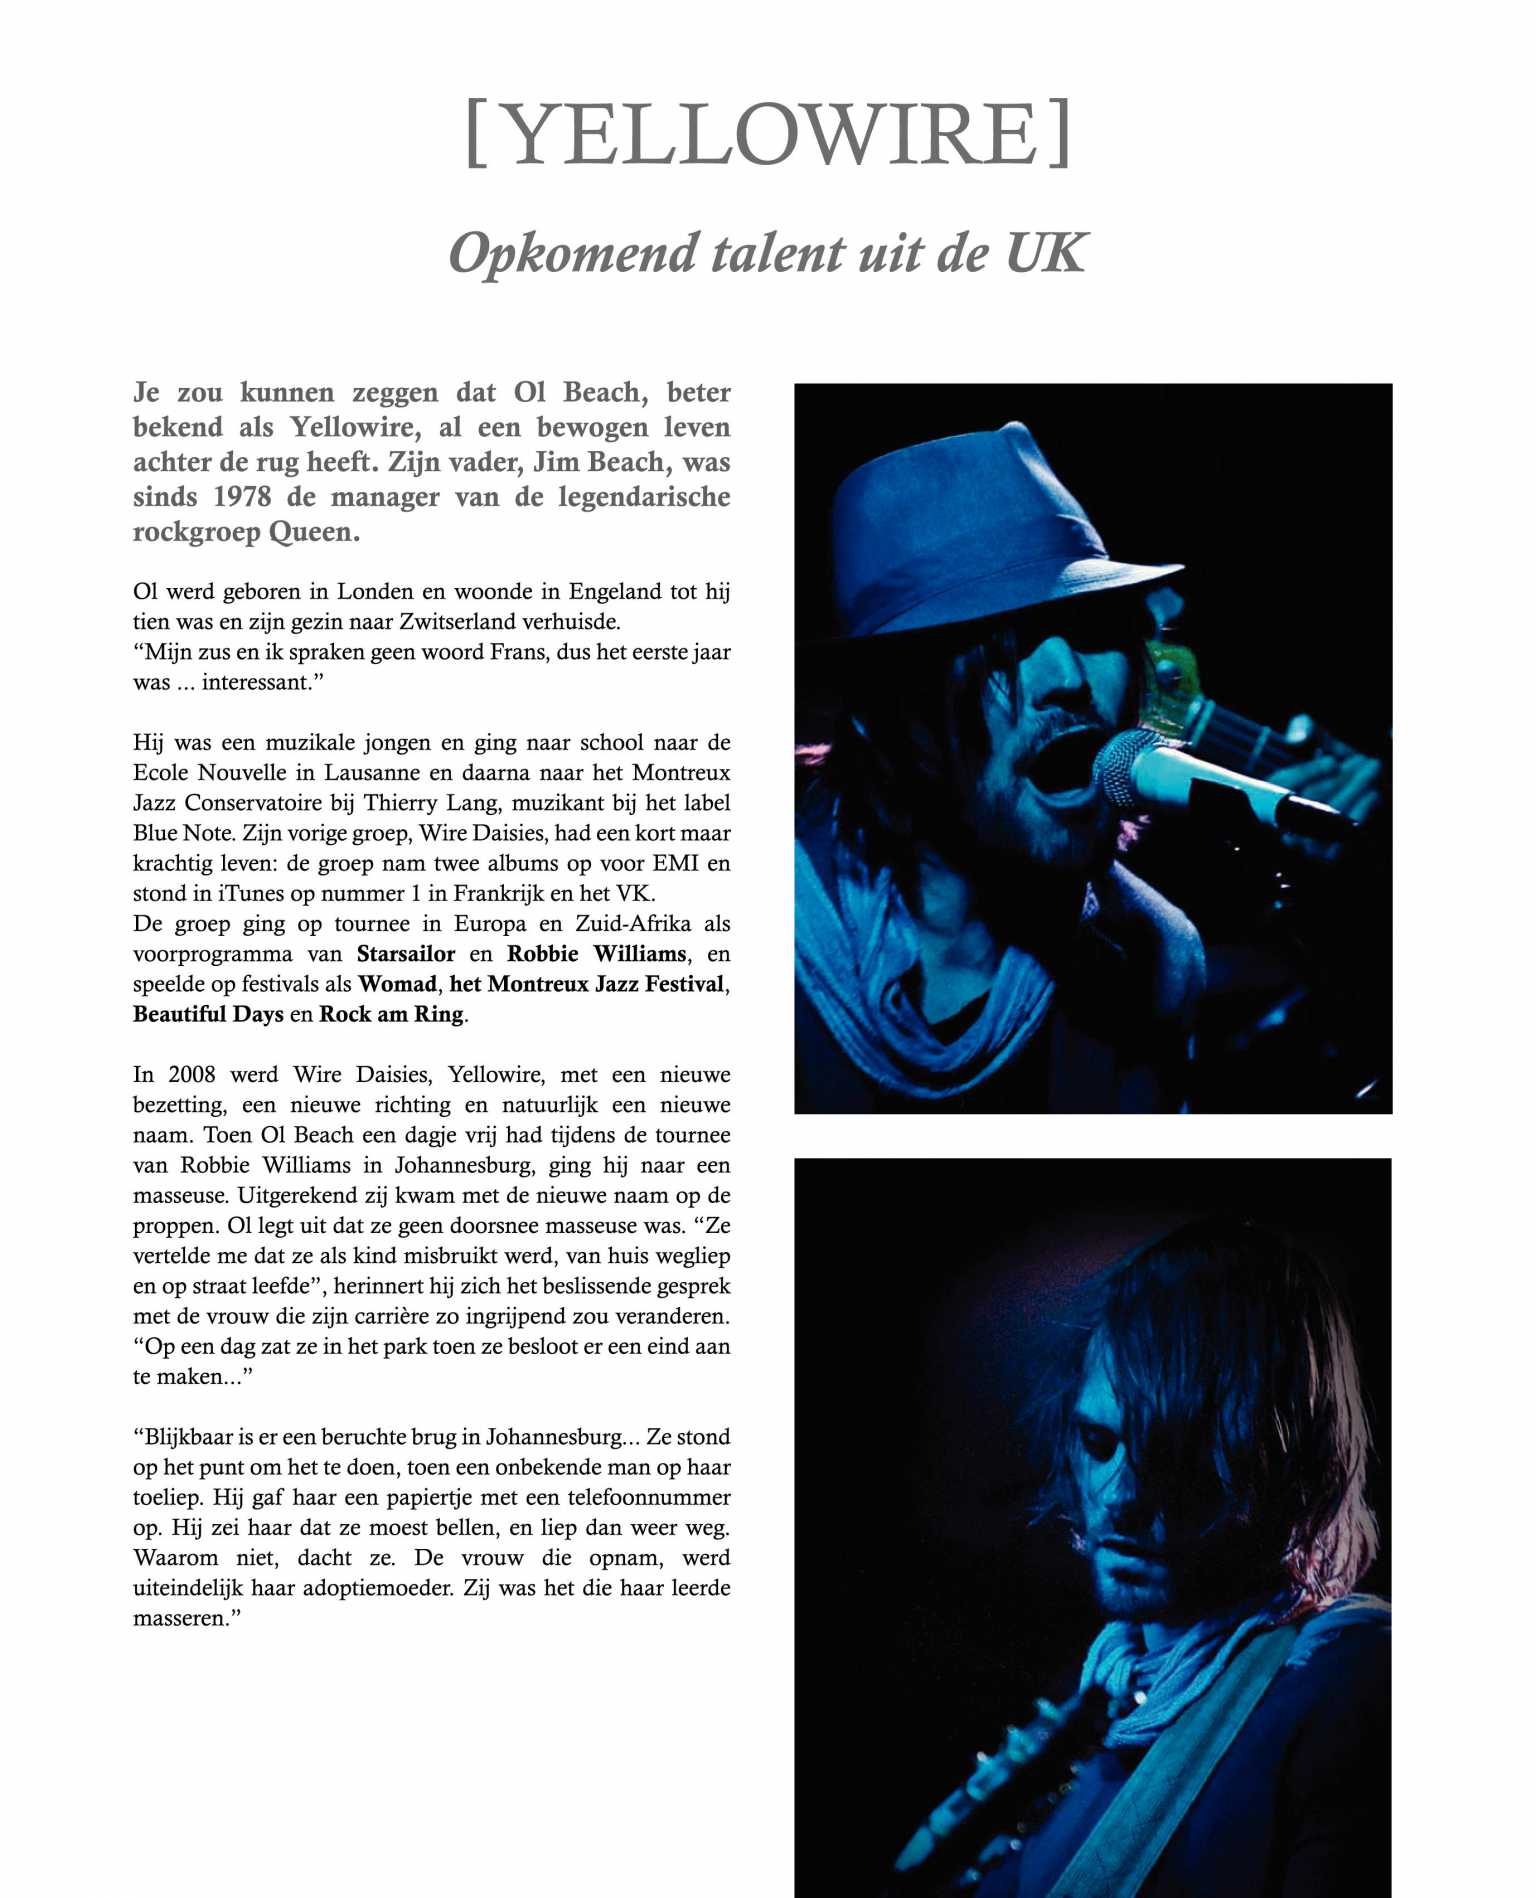 [YELLOWIRE]
Opkomend talent uit de UK
Je zou kunnen zeggen dat Ol Beach, beter
bekend als Yellowire, al een bewogen leven
achter de rug heeft. Zijn vader, Jim Beach, was
sinds 1978 de manager van de legendarische
rockgroep Queen.
Ol werd geboren in Londen en woonde in Engeland tot hij
tien was en zijn gezin naar Zwitserland verhuisde.
“Mijn zus en ik spraken geen woord Frans, dus het eerste jaar
was ... interessant.”
Hij was een muzikale jongen en ging naar school naar de
Ecole Nouvelle in Lausanne en daarna naar het Montreux
Jazz Conservatoire bij Thierry Lang, muzikant bij het label
Blue Note. Zijn vorige groep, Wire Daisies, had een kort maar
krachtig leven: de groep nam twee albums op voor EMI en
stond in iTunes op nummer 1 in Frankrijk en het VK.
De groep ging op tournee in Europa en Zuid-Afrika als
voorprogramma van Starsailor en Robbie Williams, en
speelde op festivals als Womad, het Montreux Jazz Festival,
Beautiful Days en Rock am Ring.
In 2008 werd Wire Daisies, Yellowire, met een nieuwe
bezetting, een nieuwe richting en natuurlijk een nieuwe
naam. Toen Ol Beach een dagje vrij had tijdens de tournee
van Robbie Williams in Johannesburg, ging hij naar een
masseuse. Uitgerekend zij kwam met de nieuwe naam op de
proppen. Ol legt uit dat ze geen doorsnee masseuse was. “Ze
vertelde me dat ze als kind misbruikt werd, van huis wegliep
en op straat leefde”, herinnert hij zich het beslissende gesprek
met de vrouw die zijn carrière zo ingrijpend zou veranderen.
“Op een dag zat ze in het park toen ze besloot er een eind aan
te maken...”
“Blijkbaar is er een beruchte brug in Johannesburg... Ze stond
op het punt om het te doen, toen een onbekende man op haar
toeliep. Hij gaf haar een papiertje met een telefoonnummer
op. Hij zei haar dat ze moest bellen, en liep dan weer weg.
Waarom niet, dacht ze. De vrouw die opnam, werd
uiteindelijk haar adoptiemoeder. Zij was het die haar leerde
masseren.”